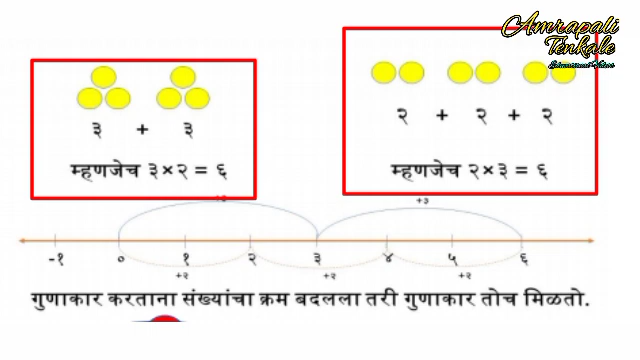 Amrapali
Tenkale
३ + ३
म्हणजेच ३×२ = ६
२ + २ + २
म्हणजेच २×३ = ६
+३
-१ ० १ २ ३ ४ ५ ६
+२ +२ +२
गुणाकार करताना संख्यांचा क्रम बदलला तरी गुणाकार तोच मिळतो.